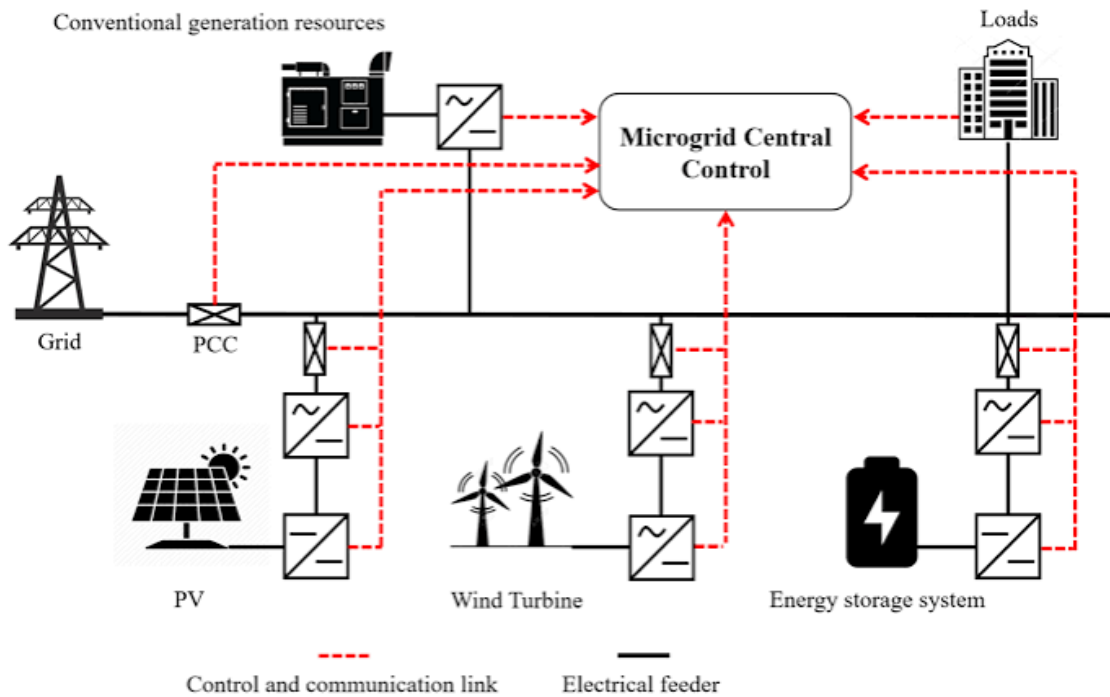 Conventional generation resources
Loads
Microgrid Central
Control
Grid
PCC
PV
Wind Turbine
Energy storage system
Control and communication link
Electrical feeder